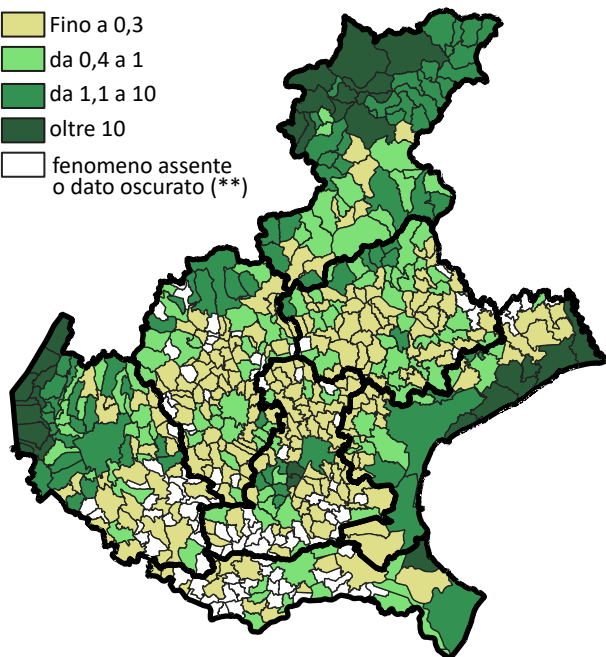 Fino a 0,3
da 0,4 a 1
da 1,1 a 10
oltre 10
fenomeno assente
o dato oscurato (**)